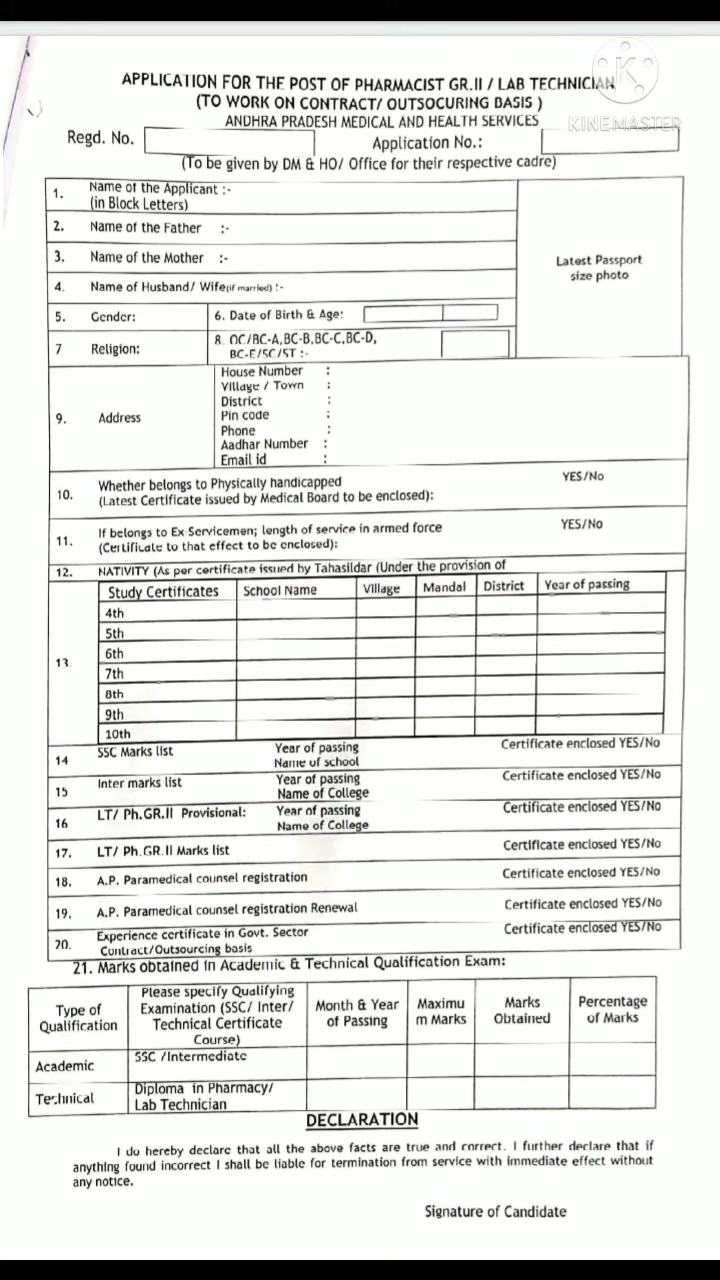 APPLICATION FOR THE POST OF PHARMACIST GR.II / LAB TECHNICIAN
(TO WORK ON CONTRACT/ OUTSOCURING BASIS )
ANDHRA PRADESH MEDICAL AND HEALTH SERVICES
K
KINEMASTER
Regd. No. Application No.:
(To be given by DM & HO/ Office for their respective cadre)
1. Name of the Applicant :-
(in Block Letters)
2. Name of the Father :-
3. Name of the Mother :-
Latest Passport
size photo
4. Name of Husband/ Wife(if married) :-
5. Gender: 6. Date of Birth & Age:
7 Religion: 8. OC/BC-A,BC-B,BC-C,BC-D,
BC-E/SC/ST :-
9. Address
House Number :
Village / Town :
District :
Pin code :
Phone :
Aadhar Number :
Email id :
10. Whether belongs to Physically handicapped YES/No
(Latest Certificate issued by Medical Board to be enclosed):
11. If belongs to Ex-Servicemen; length of service in armed force YES/No
(Certificate to that effect to be enclosed):
12. NATIVITY (As per certificate issued by Tahasildar (Under the provision of
13.
Study Certificates School Name Village Mandal District Year of passing
4th
5th
6th
7th
8th
9th
10th
14 SSC Marks list Year of passing Certificate enclosed YES/No
Name of school
15 Inter marks list Year of passing Certificate enclosed YES/No
Name of College
16 LT/ Ph.GR.II Provisional: Year of passing Certificate enclosed YES/No
Name of College
17. LT/ Ph.GR.II Marks list Certificate enclosed YES/No
18. A.P. Paramedical counsel registration Certificate enclosed YES/No
19. A.P. Paramedical counsel registration Renewal Certificate enclosed YES/No
20. Experience certificate in Govt. Sector Certificate enclosed YES/No
Contract/Outsourcing basis
21. Marks obtained in Academic & Technical Qualification Exam:
Type of Qualification Please specify Qualifying Examination (SSC/ Inter/ Technical Certificate Course) Month & Year of Passing Maximu m Marks Marks Obtained Percentage of Marks
Academic SSC /Intermediate
Technical Diploma in Pharmacy/
Lab Technician
DECLARATION
I do hereby declare that all the above facts are true and correct. I further declare that if
anything found incorrect I shall be liable for termination from service with immediate effect without
any notice.
Signature of Candidate